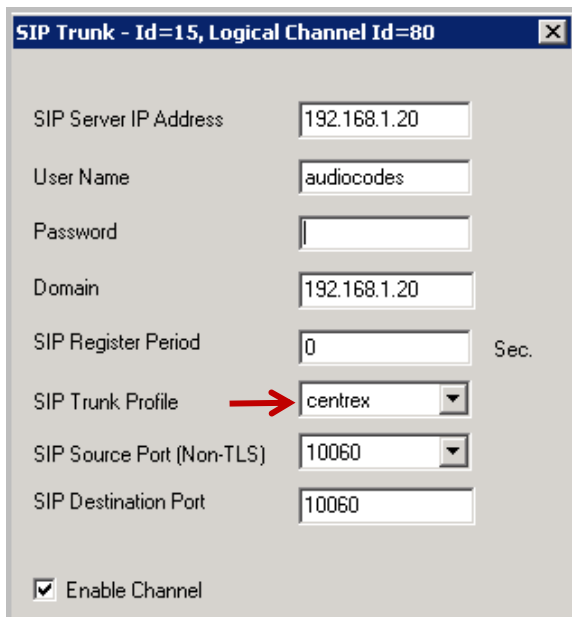 SIP Trunk - Id=15, Logical Channel Id=80
SIP Server IP Address 192.168.1.20
User Name audiocodes
Password
Domain 192.168.1.20
SIP Register Period 0 Sec.
SIP Trunk Profile centrex
SIP Source Port (Non-TLS) 10060
SIP Destination Port 10060
Enable Channel